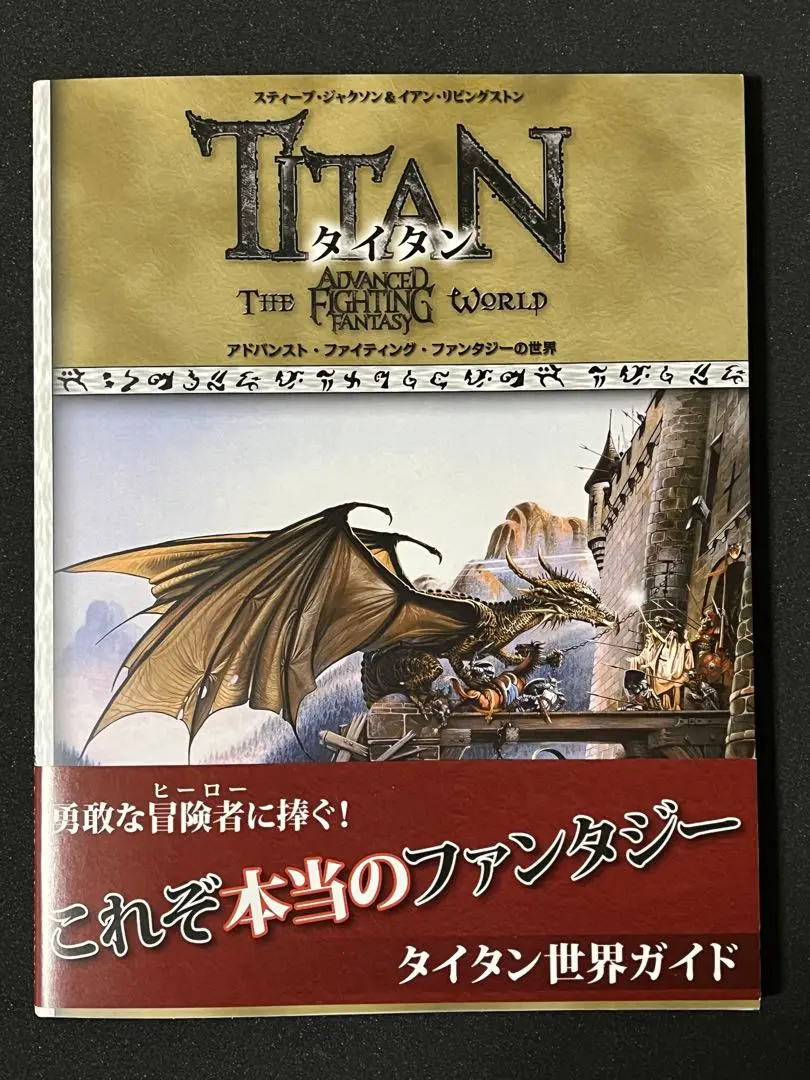 スティーブ・ジャクソン＆イアン・リビングストン
TITAN
タイタン
THE ADVANCED FIGHTING FANTASY WORLD
アドバンスト・ファイティング・ファンタジーの世界
ヒーロー
勇敢な冒険者に捧ぐ！
これぞ本当のファンタジー
タイタン世界ガイド